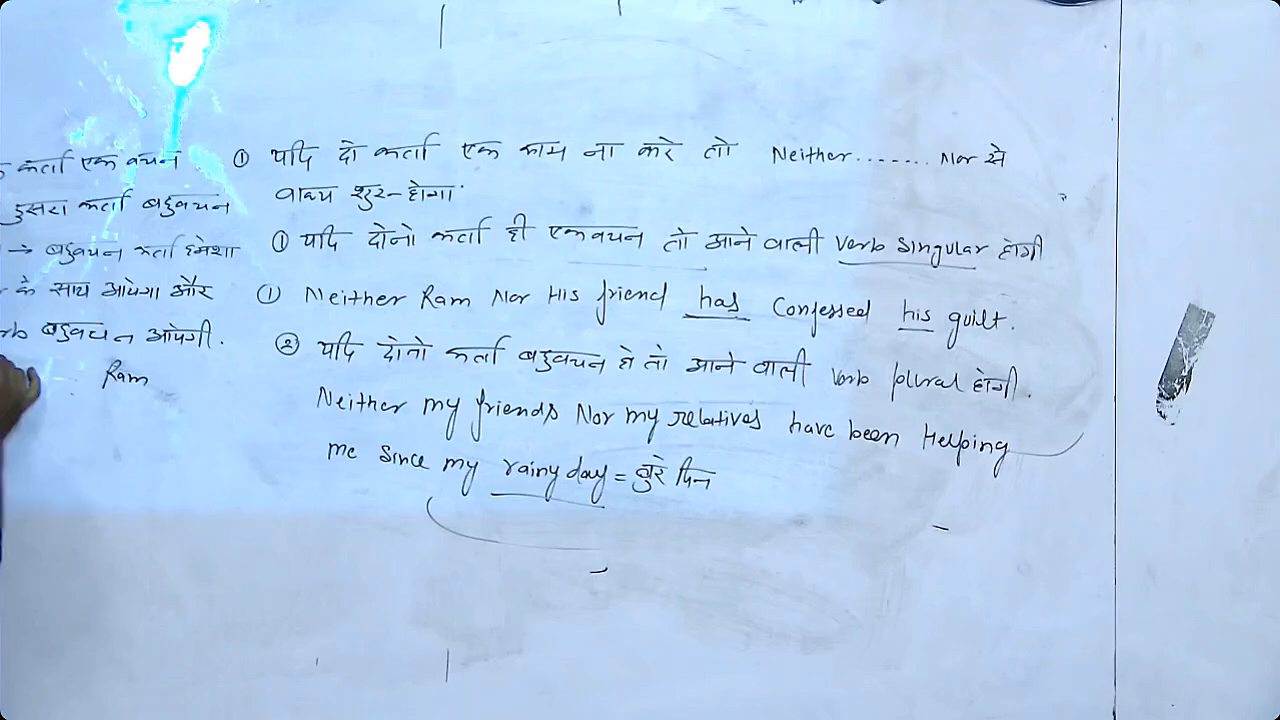 कर्ता एक वचन
दुसरा कर्ता बहुवचन
→ बहुवचन कर्ता हमेशा
के साथ आयेगा और
बहुवचन आयेगी.
Ram
① यदि दो कर्ता एक काम ना करे तो Neither........ Nor से
वाक्य शुरू होगा.
① यदि दोनो कर्ता ही एकवचन तो आने वाली verb singular होगी
① Neither Ram Nor His friend has Confessed his guilt.
② यदि दोनो कर्ता बहुवचन हो तो आने वाली verb plural होगी.
Neither my friends Nor my relatives have been Helping
me since my rainy day = बुरे दिन